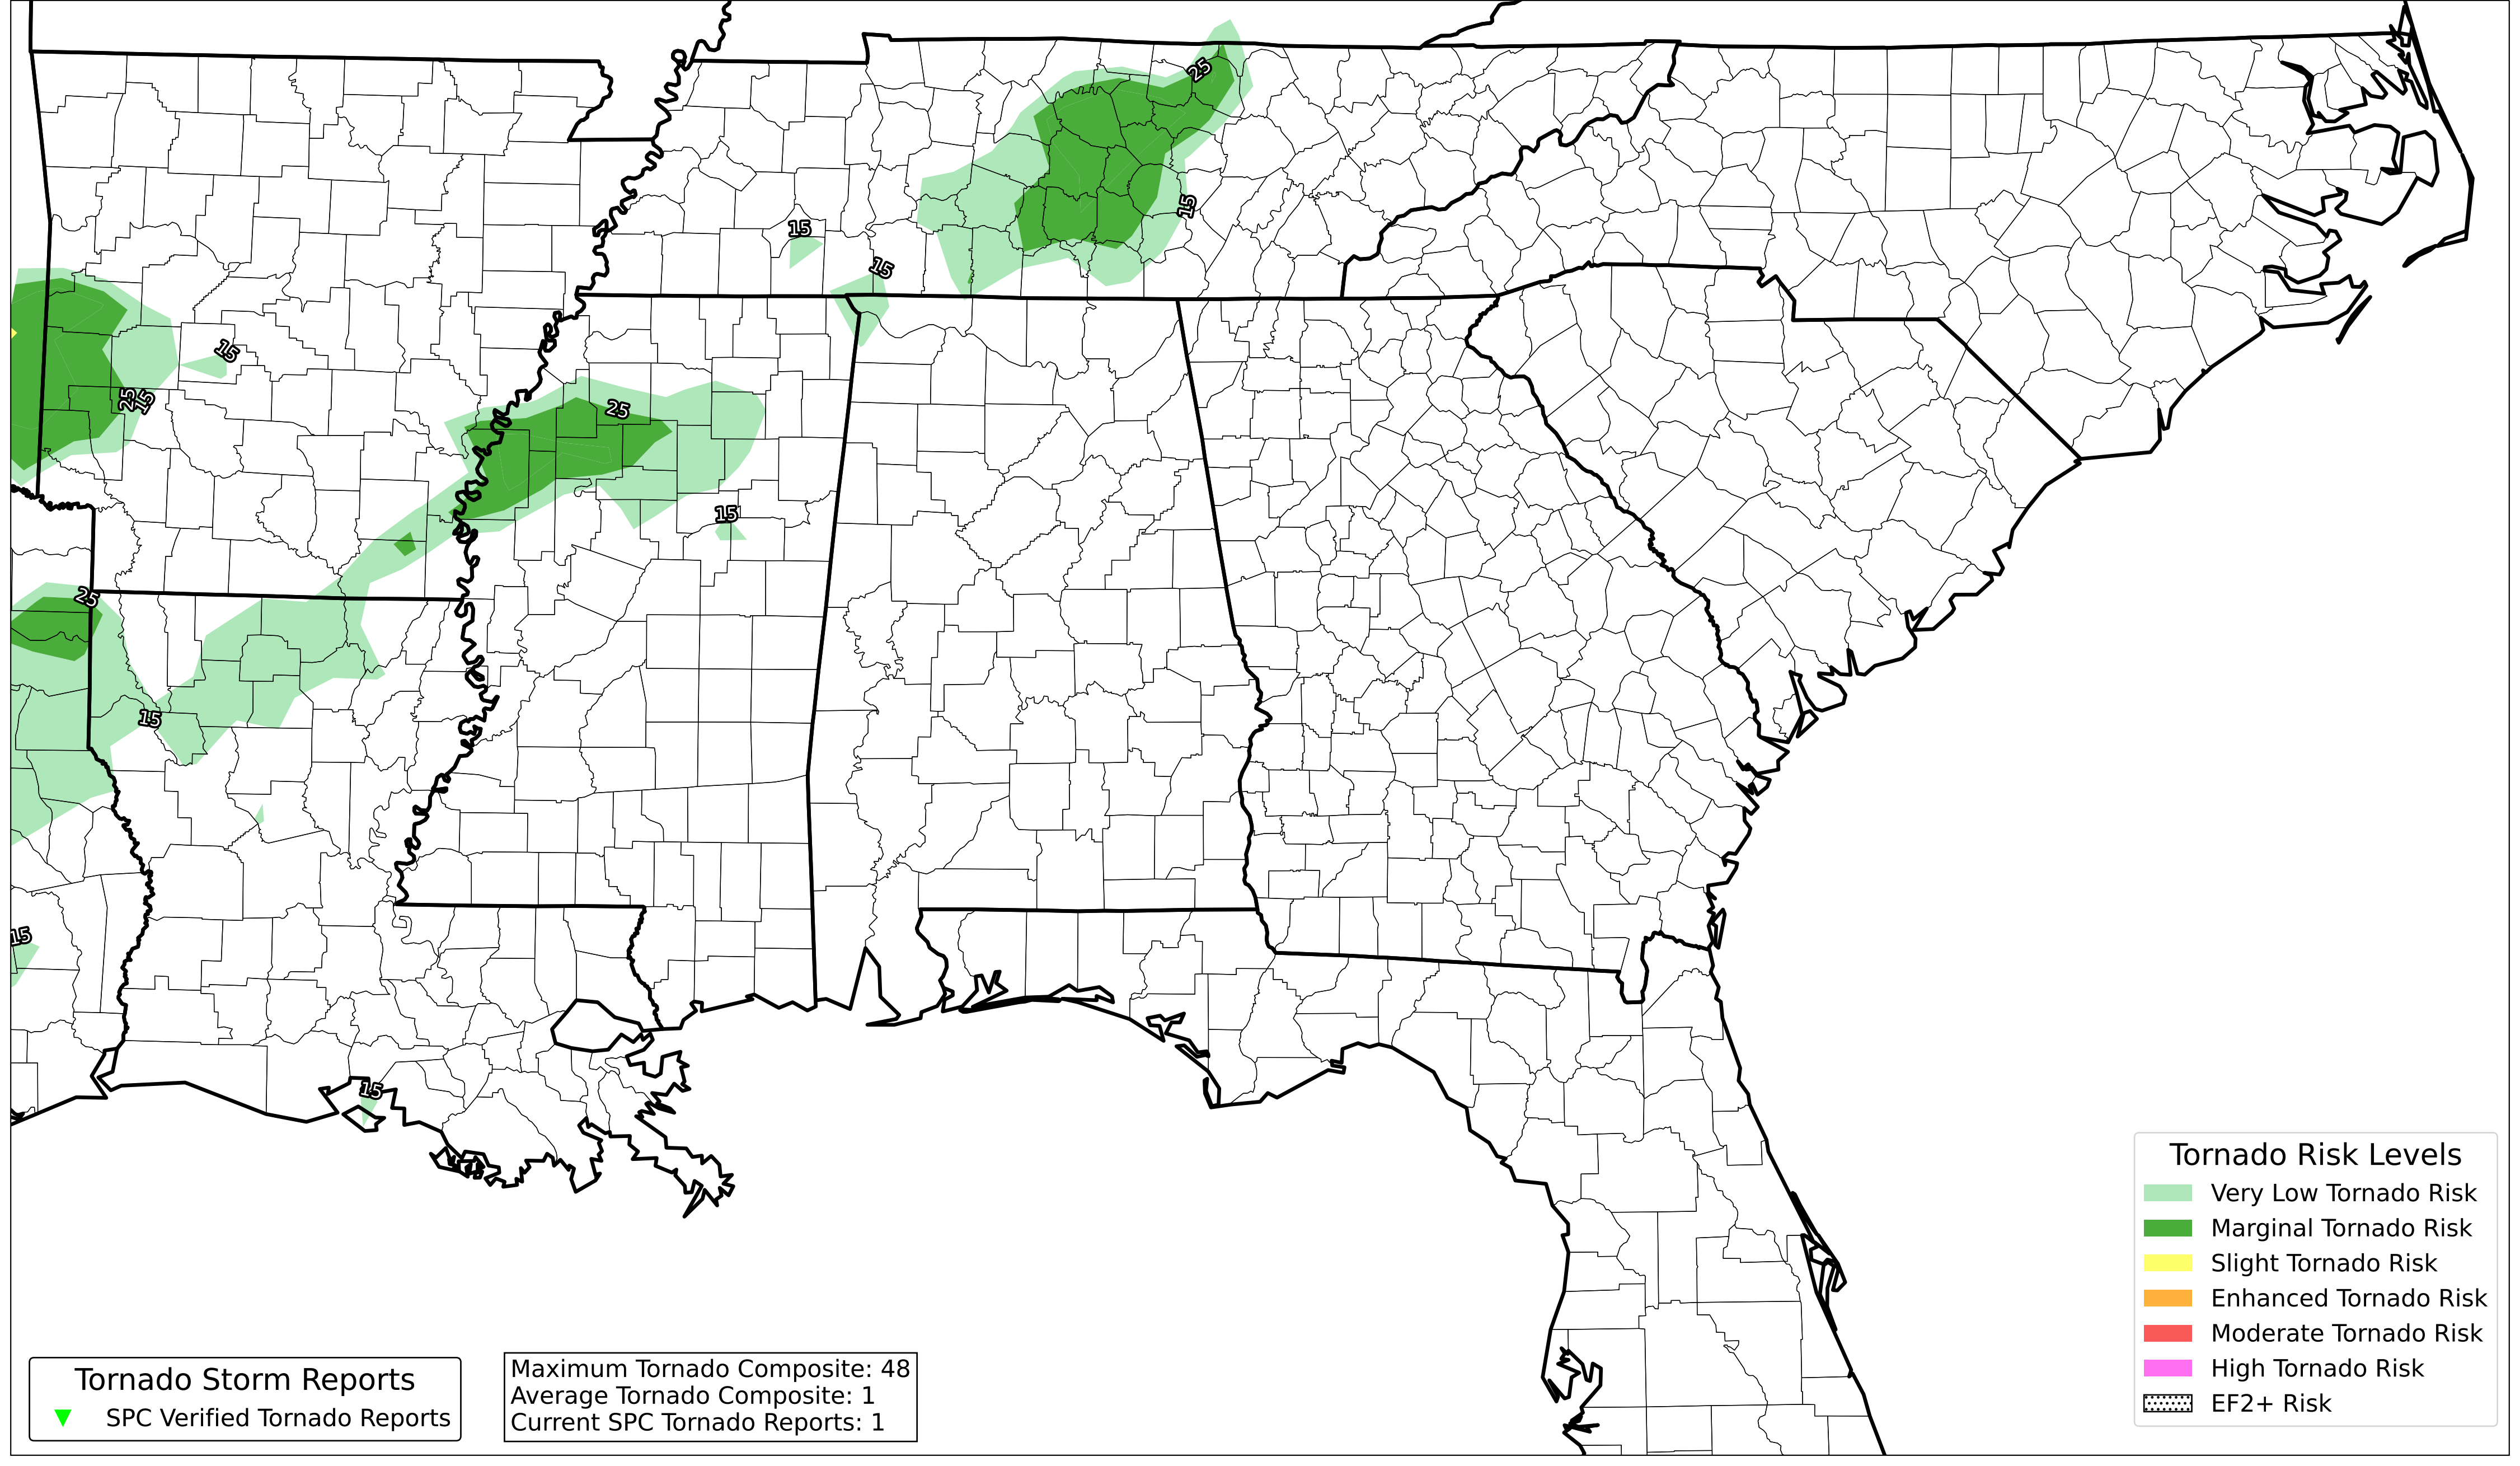 25
15
15
15
15
25
15
25
15
25
15
15
15
Tornado Risk Levels
Very Low Tornado Risk
Marginal Tornado Risk
Slight Tornado Risk
Enhanced Tornado Risk
Moderate Tornado Risk
High Tornado Risk
EF2+ Risk
Tornado Storm Reports
SPC Verified Tornado Reports
Maximum Tornado Composite: 48
Average Tornado Composite: 1
Current SPC Tornado Reports: 1